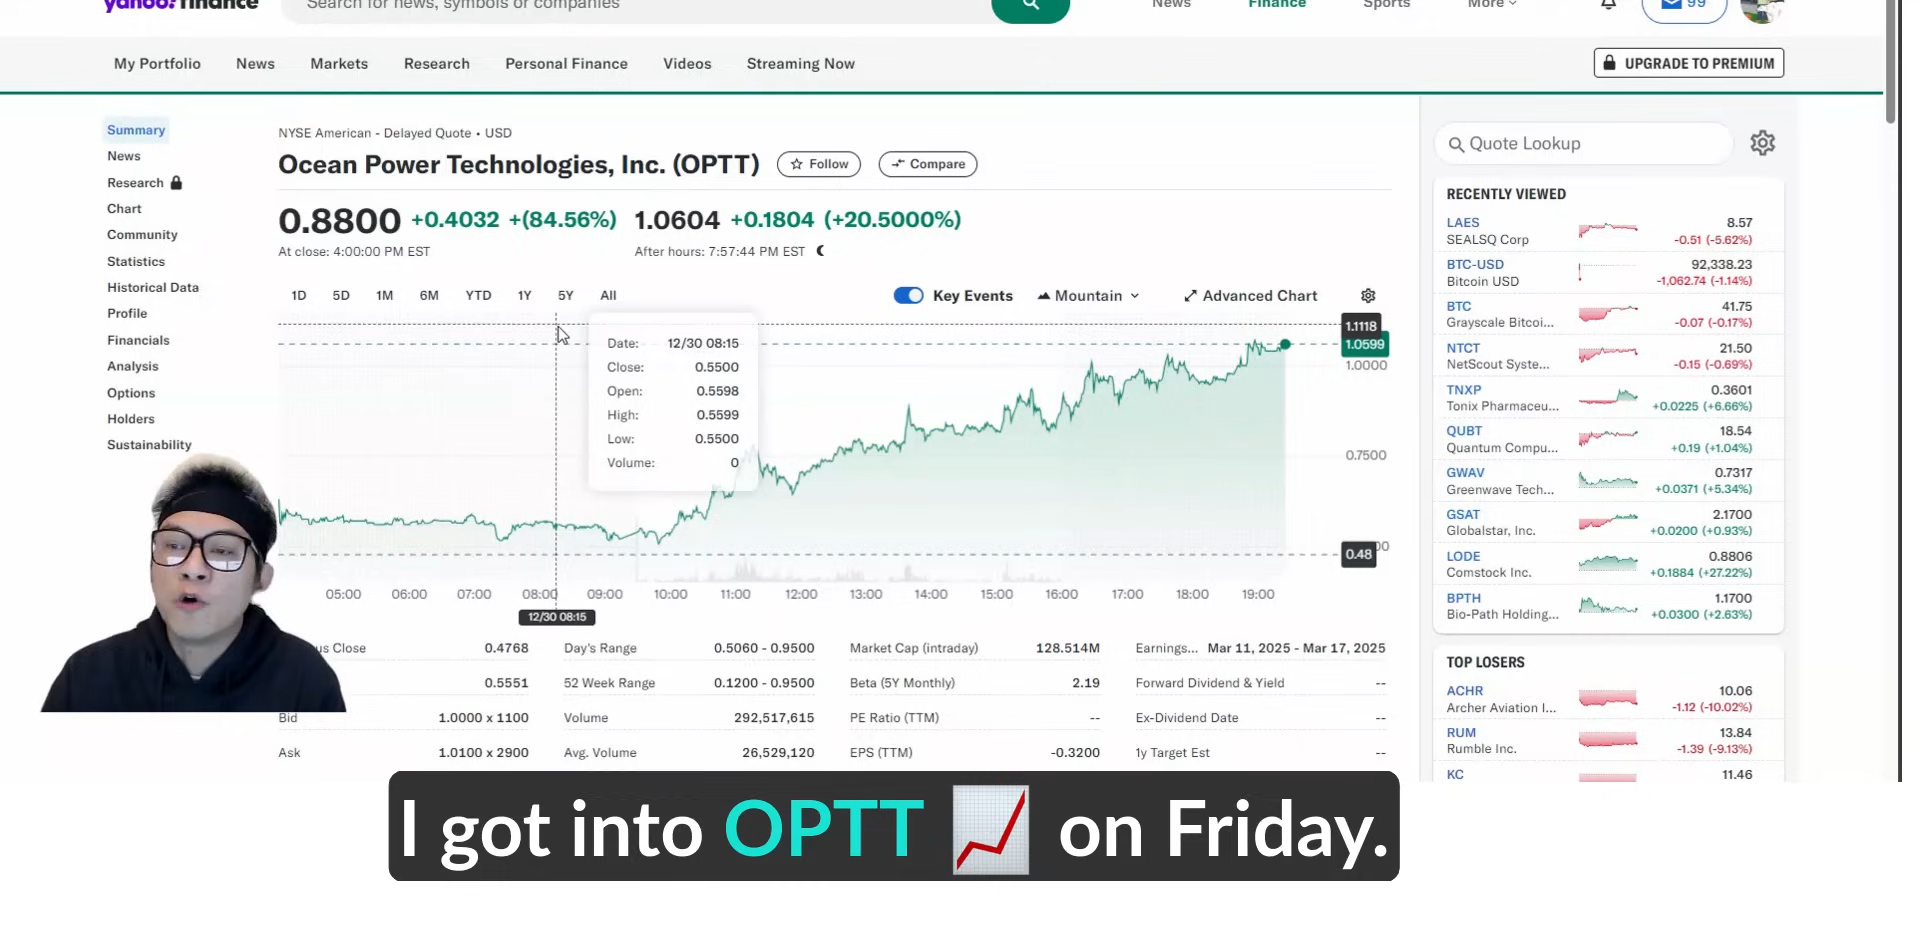 yahoo!finance
Search for news, symbols or companies
News Finance Sports More
99
My Portfolio News Markets Research Personal Finance Videos Streaming Now
UPGRADE TO PREMIUM
Summary
News
Research
Chart
Community
Statistics
Historical Data
Profile
Financials
Analysis
Options
Holders
Sustainability
NYSE American - Delayed Quote • USD
Ocean Power Technologies, Inc. (OPTT)
Follow
Compare
0.8800 +0.4032 +(84.56%) 1.0604 +0.1804 (+20.5000%)
At close: 4:00:00 PM EST After hours: 7:57:44 PM EST
1D 5D 1M 6M YTD 1Y 5Y All
Key Events Mountain Advanced Chart
Date: 12/30 08:15
Close: 0.5500
Open: 0.5598
High: 0.5599
Low: 0.5500
Volume: 0
1.1118
1.0599
1.0000
0.7500
0.48
05:00 06:00 07:00 08:00 09:00 10:00 11:00 12:00 13:00 14:00 15:00 16:00 17:00 18:00 19:00
12/30 08:15
Close 0.4768 Day's Range 0.5060 - 0.9500 Market Cap (intraday) 128.514M Earnings... Mar 11, 2025 - Mar 17, 2025
0.5551 52 Week Range 0.1200 - 0.9500 Beta (5Y Monthly) 2.19 Forward Dividend & Yield --
Bid 1.0000 x 1100 Volume 292,517,615 PE Ratio (TTM) -- Ex-Dividend Date --
Ask 1.0100 x 2900 Avg. Volume 26,529,120 EPS (TTM) -0.3200 1y Target Est --
Quote Lookup
RECENTLY VIEWED
LAES 8.57
SEALSQ Corp -0.51 (-5.62%)
BTC-USD 92,338.23
Bitcoin USD -1,062.74 (-1.14%)
BTC 41.75
Grayscale Bitcoi... -0.07 (-0.17%)
NTCT 21.50
NetScout Syste... -0.15 (-0.69%)
TNXP 0.3601
Tonix Pharmaceu... +0.0225 (+6.66%)
QUBT 18.54
Quantum Compu... +0.19 (+1.04%)
GWAV 0.7317
Greenwave Tech... +0.0371 (+5.34%)
GSAT 2.1700
Globalstar, Inc. +0.0200 (+0.93%)
LODE 0.8806
Comstock Inc. +0.1884 (+27.22%)
BPTH 1.1700
Bio-Path Holding... +0.0300 (+2.63%)
TOP LOSERS
ACHR 10.06
Archer Aviation I... -1.12 (-10.02%)
RUM 13.84
Rumble Inc. -1.39 (-9.13%)
KC 11.46
I got into OPTT 📈 on Friday.